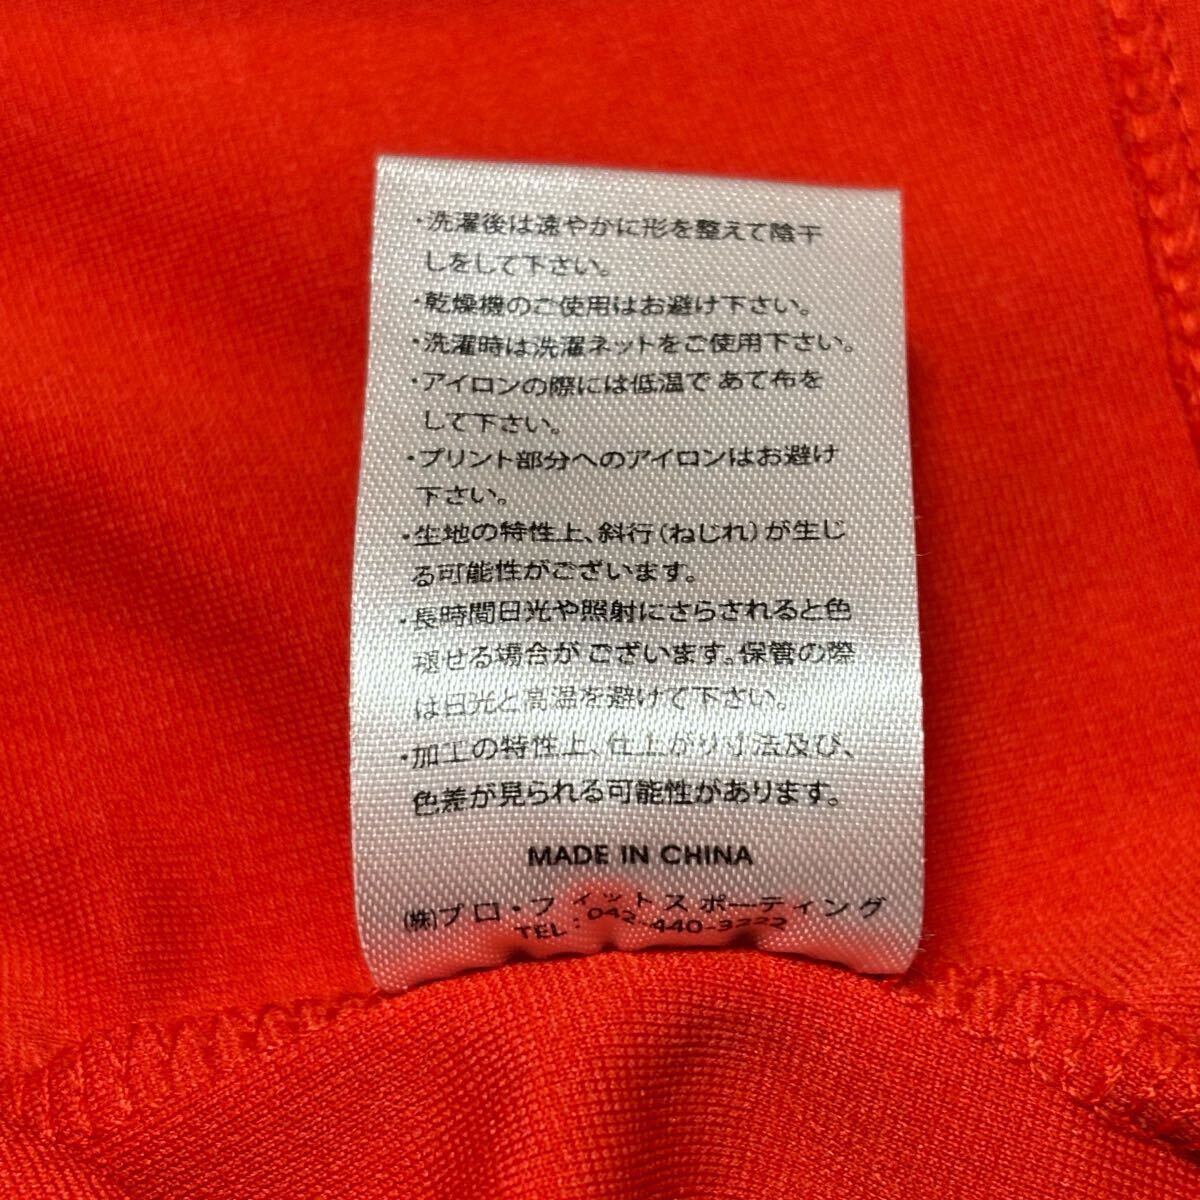 ・洗濯後は速やかに形を整えて陰干
しをして下さい。
・乾燥機のご使用はお避け下さい。
・洗濯時は洗濯ネットをご使用下さい。
・アイロンの際には低温で あて布を
して下さい。
・プリント部分へのアイロンはお避け
下さい。
・生地の特性上、斜行(ねじれ)が生じ
る可能性がございます。
・長時間日光や照射にさらされると色
褪せる場合が ございます。保管の際
は日光と高温を避けて下さい。
・加工の特性上、仕上がり寸法及び、
色差が見られる可能性があります。
MADE IN CHINA
(株)プロ・フィットスポーティング
TEL:042-440-3222